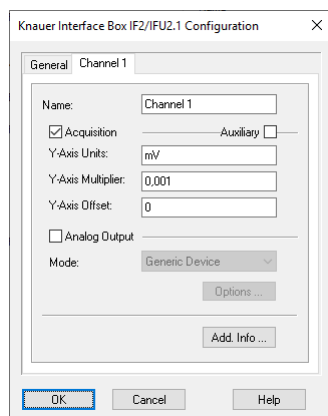 Knauer Interface Box IF2/IFU2.1 Configuration
General Channel 1
Name: Channel 1
Acquisition Auxiliary
Y-Axis Units: mV
Y-Axis Multiplier: 0,001
Y-Axis Offset: 0
Analog Output
Mode: Generic Device
Options ...
Add. Info ...
OK Cancel Help